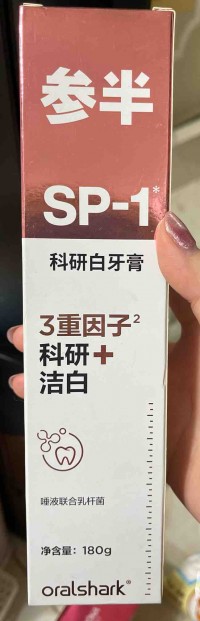 参半
SP-1*
科研白牙膏
3重因子²
科研+
洁白
唾液联合乳杆菌
净含量：180g
oralshark®